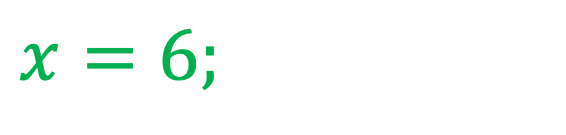 x = 6;